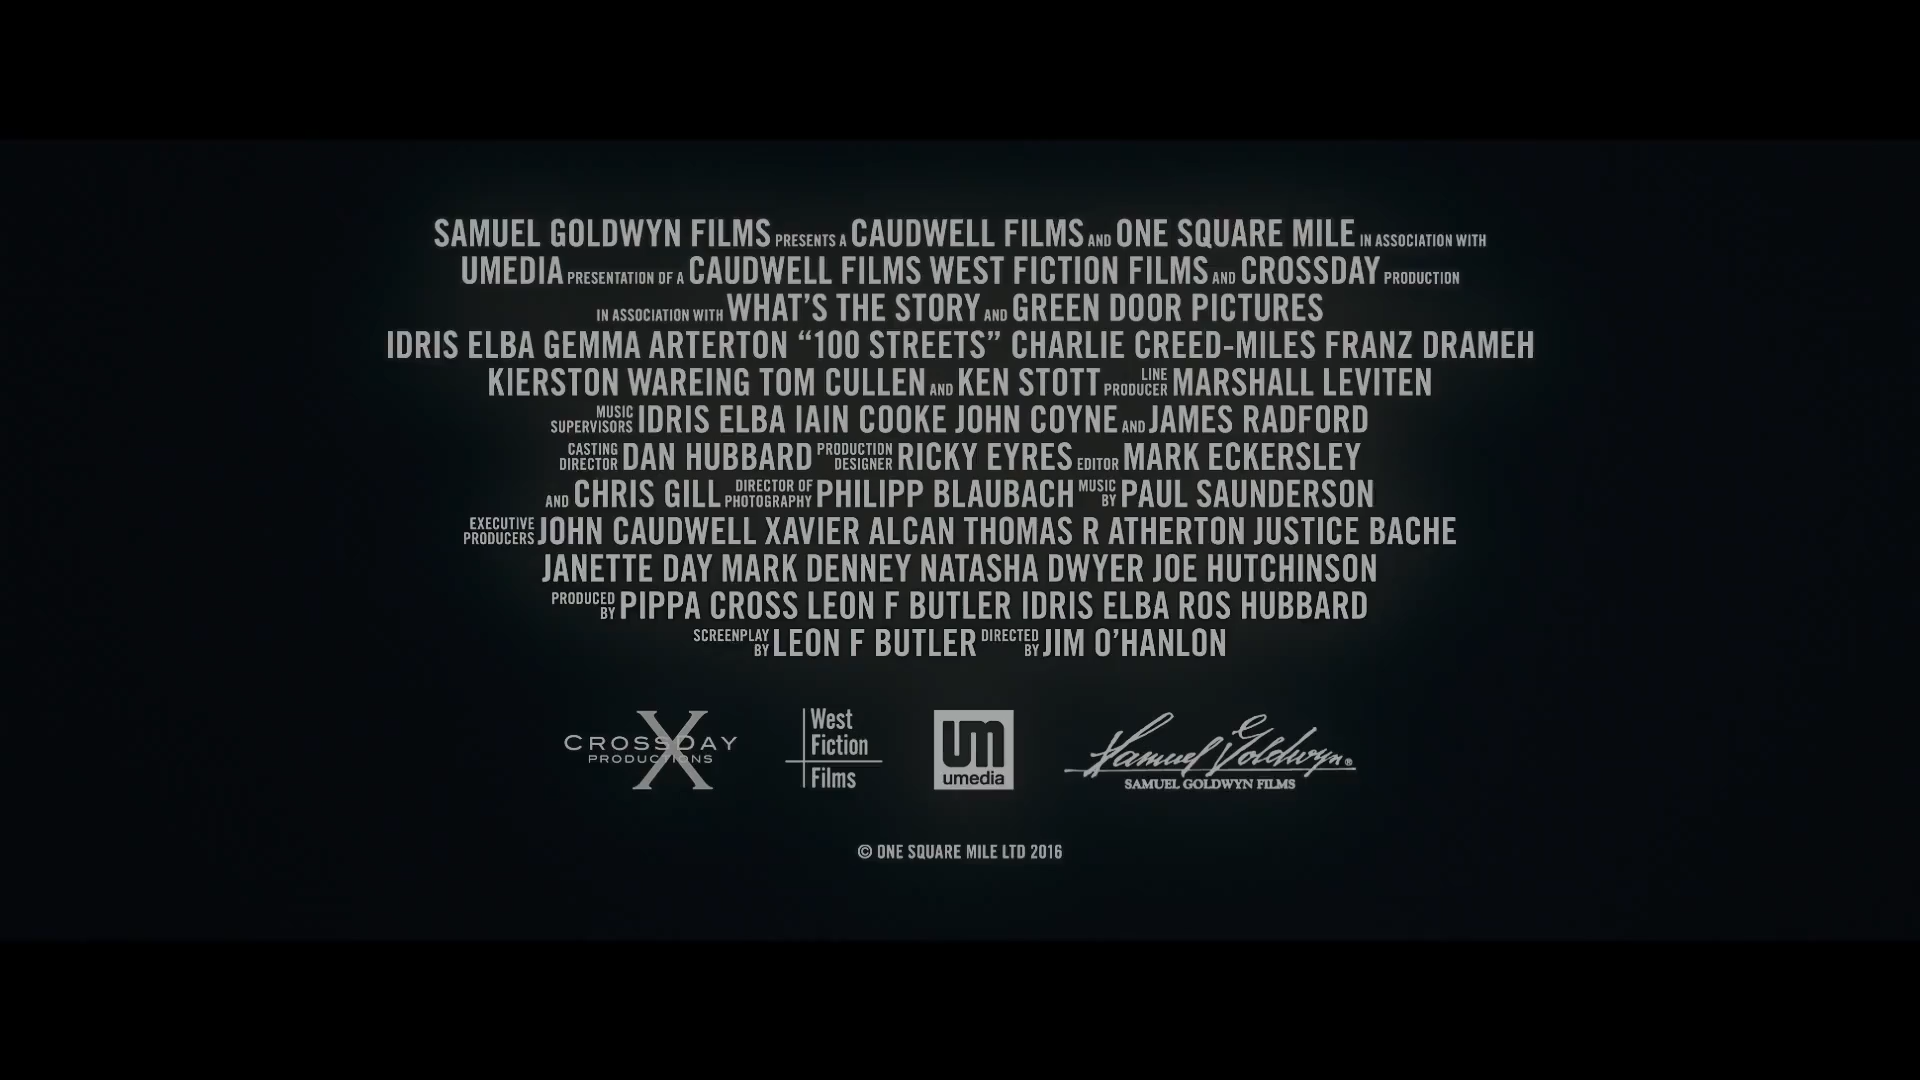 SAMUEL GOLDWYN FILMS PRESENTS A CAUDWELL FILMS AND ONE SQUARE MILE IN ASSOCIATION WITH
UMEDIA PRESENTATION OF A CAUDWELL FILMS WEST FICTION FILMS AND CROSSDAY PRODUCTION
IN ASSOCIATION WITH WHAT'S THE STORY AND GREEN DOOR PICTURES
IDRIS ELBA GEMMA ARTERTON “100 STREETS” CHARLIE CREED-MILES FRANZ DRAMEH
KIERSTON WAREING TOM CULLEN AND KEN STOTT LINE PRODUCER MARSHALL LEVITEN
MUSIC SUPERVISORS IDRIS ELBA IAIN COOKE JOHN COYNE AND JAMES RADFORD
CASTING DIRECTOR DAN HUBBARD PRODUCTION DESIGNER RICKY EYRES EDITOR MARK ECKERSLEY
AND CHRIS GILL DIRECTOR OF PHOTOGRAPHY PHILIPP BLAUBACH MUSIC BY PAUL SAUNDERSON
EXECUTIVE PRODUCERS JOHN CAUDWELL XAVIER ALCAN THOMAS R ATHERTON JUSTICE BACHE
JANETTE DAY MARK DENNEY NATASHA DWYER JOE HUTCHINSON
PRODUCED BY PIPPA CROSS LEON F BUTLER IDRIS ELBA ROS HUBBARD
SCREENPLAY BY LEON F BUTLER DIRECTED BY JIM O'HANLON
X
CROSSDAY
PRODUCTIONS
West
Fiction
Films
um
umedia
Samuel Goldwyn®
SAMUEL GOLDWYN FILMS
© ONE SQUARE MILE LTD 2016